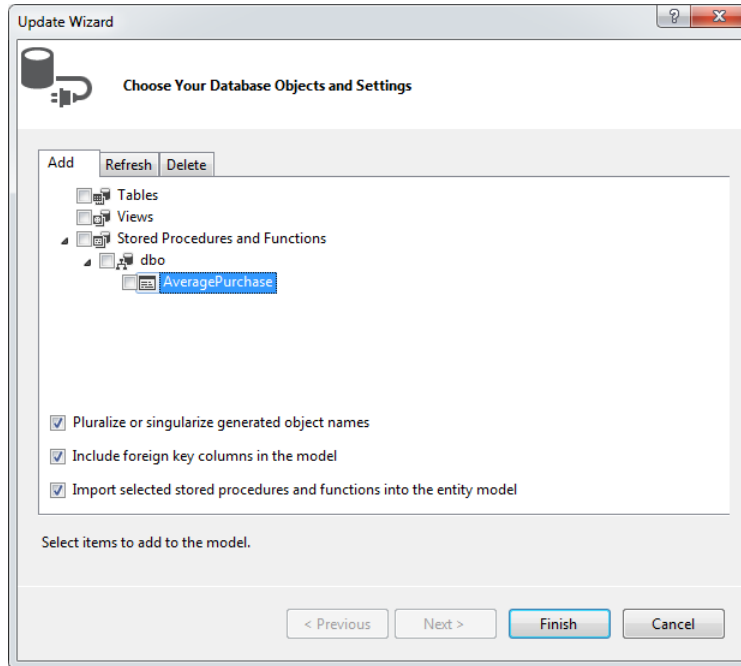 Update Wizard
Choose Your Database Objects and Settings
Add Refresh Delete
Tables
Views
Stored Procedures and Functions
dbo
AveragePurchase
Pluralize or singularize generated object names
Include foreign key columns in the model
Import selected stored procedures and functions into the entity model
Select items to add to the model.
< Previous Next > Finish Cancel